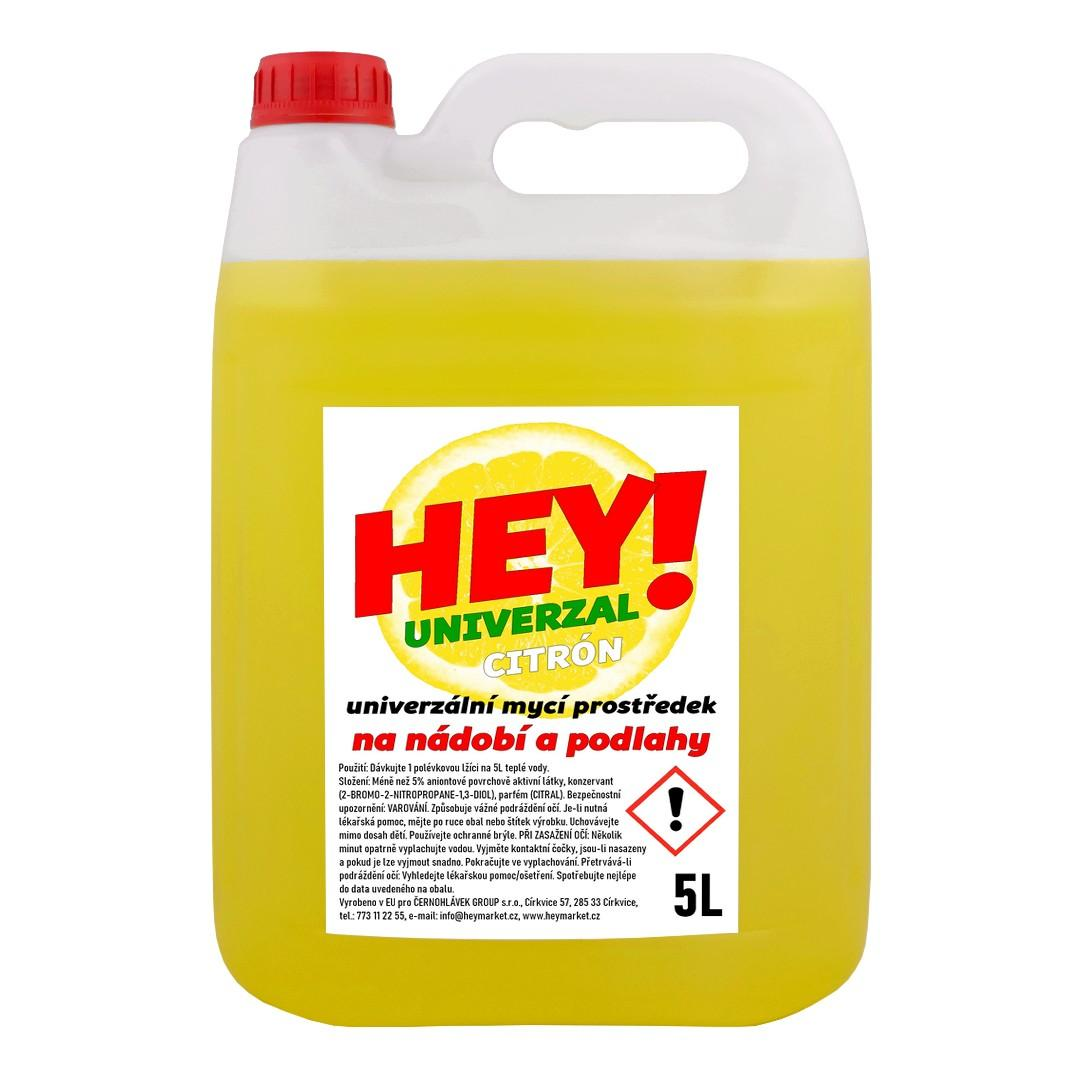 HEY!
UNIVERZAL
CITRÓN
univerzální mycí prostředek
na nádobí a podlahy
Použití: Dávkujte 1 polévkovou lžíci na 5L teplé vody.
Složení: Méně než 5% aniontové povrchově aktivní látky, konzervant
(2-BROMO-2-NITROPROPANE-1,3-DIOL), parfém (CITRAL). Bezpečnostní
upozornění: VAROVÁNÍ. Způsobuje vážné podráždění očí. Je-li nutná
lékařská pomoc, mějte po ruce obal nebo štítek výrobku. Uchovávejte
mimo dosah dětí. Používejte ochranné brýle. PŘI ZASAŽENÍ OČÍ: Několik
minut opatrně vyplachujte vodou. Vyjměte kontaktní čočky, jsou-li nasazeny
a pokud je lze vyjmout snadno. Pokračujte ve vyplachování. Přetrvává-li
podráždění očí: Vyhledejte lékařskou pomoc/ošetření. Spotřebujte nejlépe
do data uvedeného na obalu.
Vyrobeno v EU pro ČERNOHLÁVEK GROUP s.r.o., Církvice 57, 285 33 Církvice,
tel.: 773 11 22 55, e-mail: info@heymarket.cz, www.heymarket.cz
!
5L